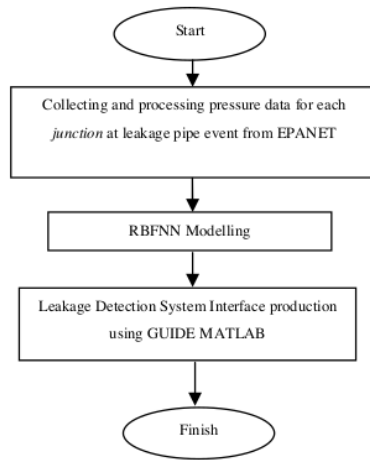 Start
Collecting and processing pressure data for each
junction at leakage pipe event from EPANET
RBFNN Modelling
Leakage Detection System Interface production
using GUIDE MATLAB
Finish